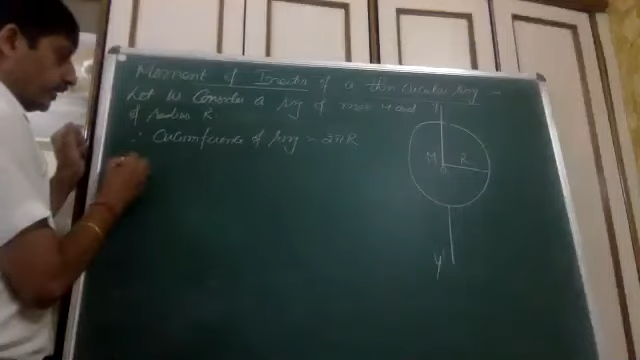 Moment of Inertia of a thin circular ring -
Let us Consider a ring of mass M and
of radius R.
∴ Circumference of ring = 2πR
Y
M
R
O
Y